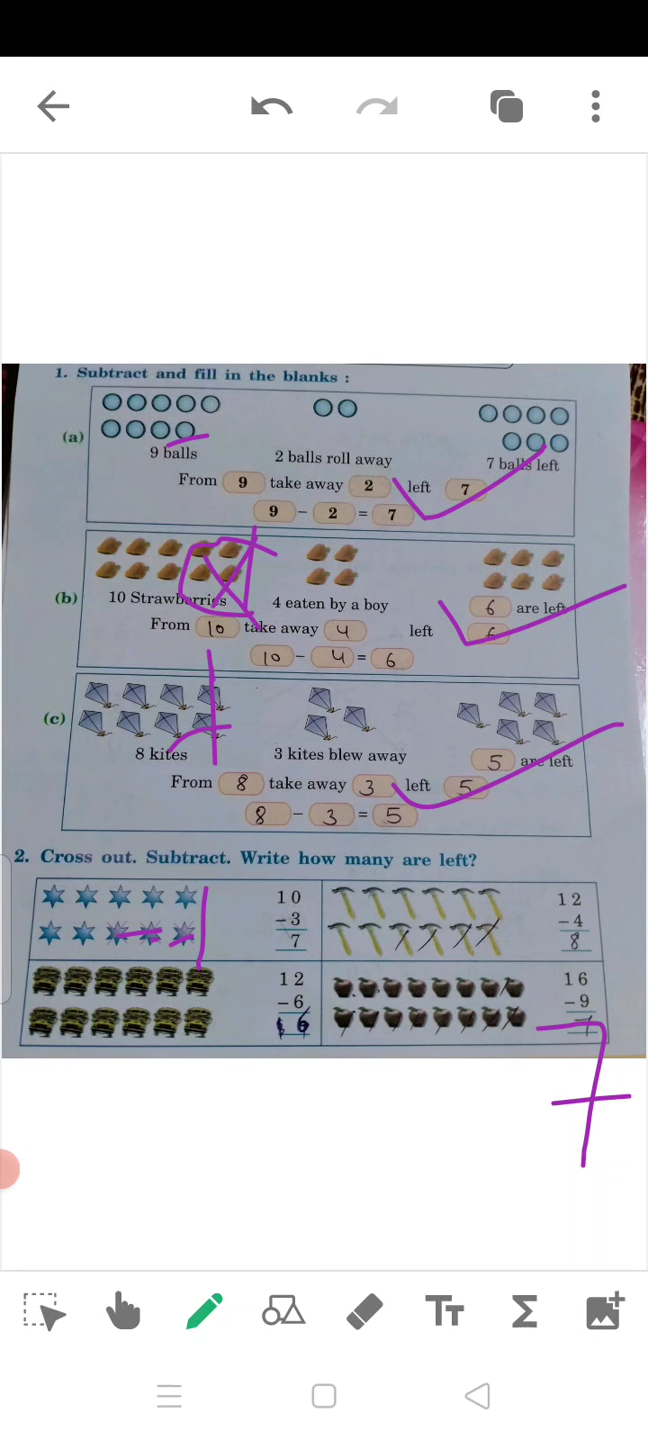 1. Subtract and fill in the blanks :
(a)
9 balls 2 balls roll away 7 balls left
From 9 take away 2 left 7
9 - 2 = 7
(b)
10 Strawberries 4 eaten by a boy 6 are left
From 10 take away 4 left 6
10 - 4 = 6
(c)
8 kites 3 kites blew away 5 are left
From 8 take away 3 left 5
8 - 3 = 5
2. Cross out. Subtract. Write how many are left?
10 12
-3 -4
7 8
12 16
-6 -9
6 7
7
Tт Σ